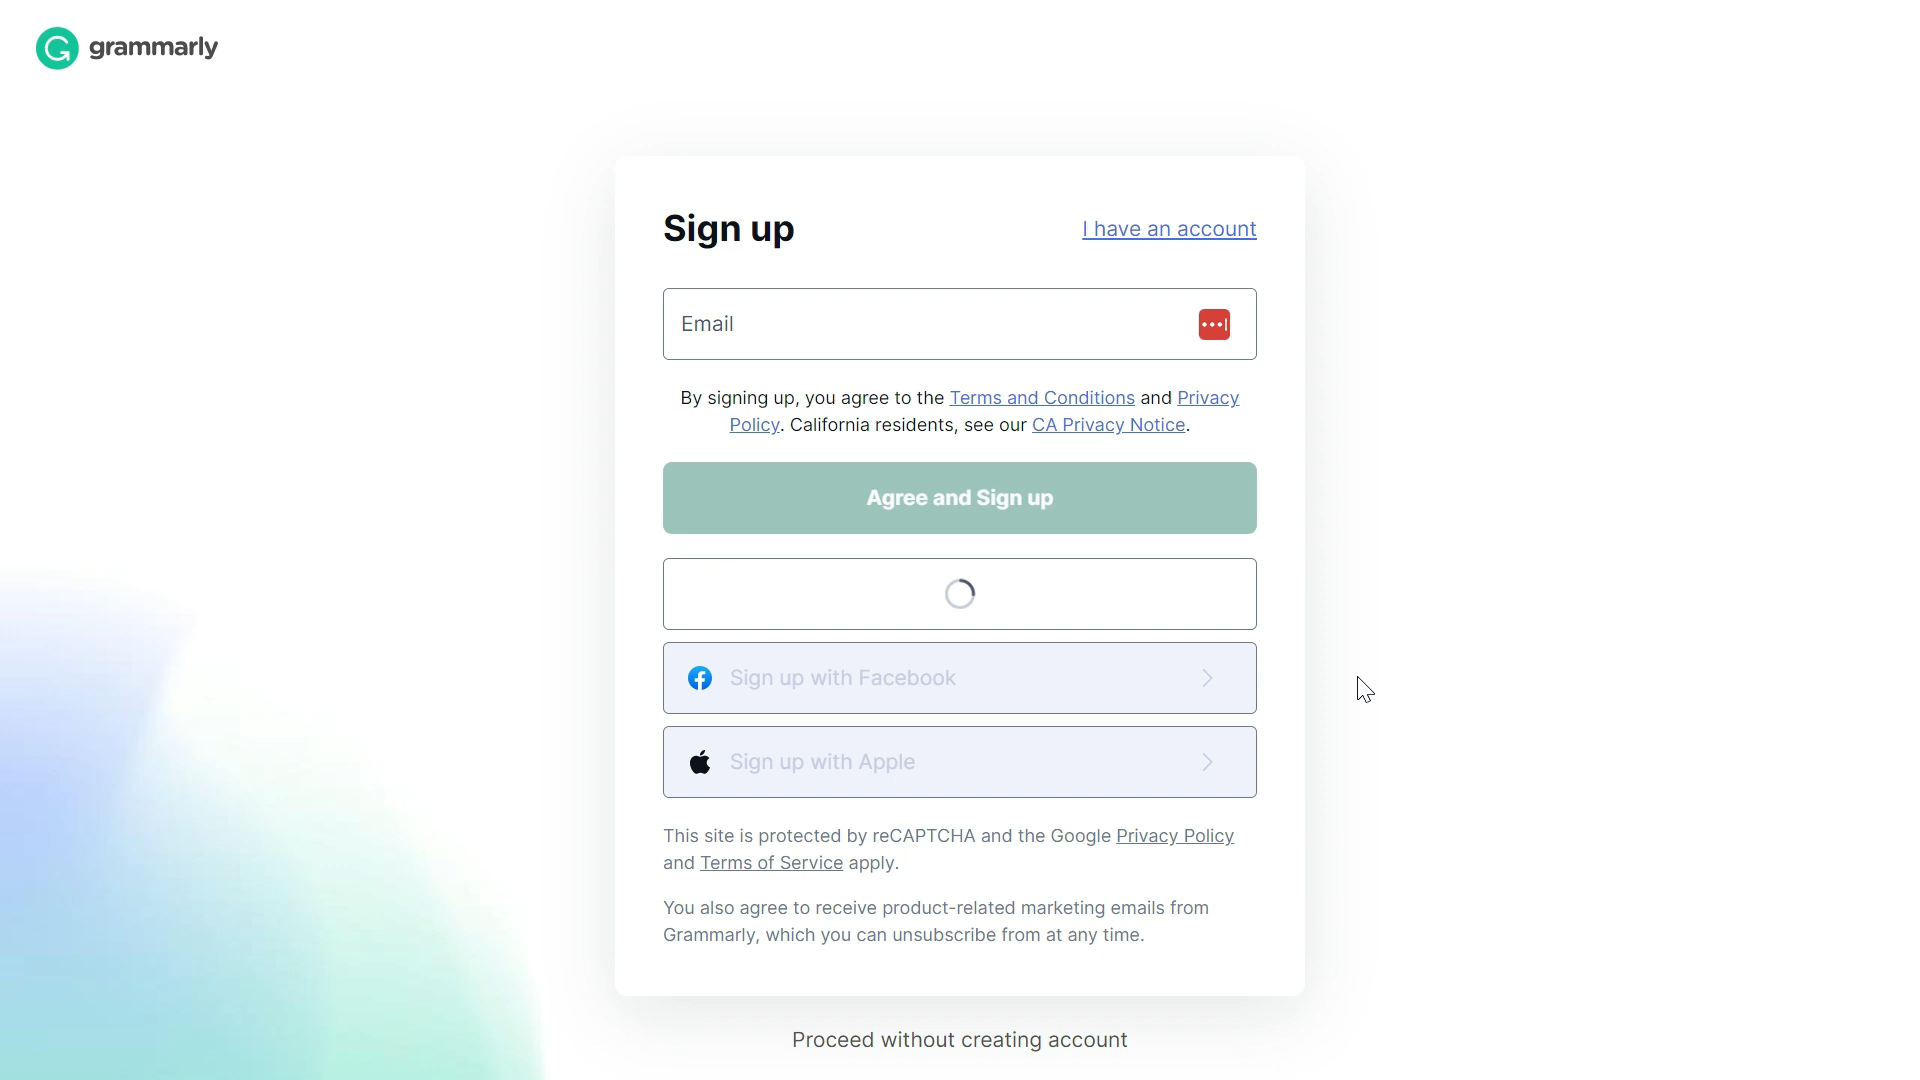 grammarly
Sign up
I have an account
Email
By signing up, you agree to the Terms and Conditions and Privacy
Policy. California residents, see our CA Privacy Notice.
Agree and Sign up
Sign up with Facebook
Sign up with Apple
This site is protected by reCAPTCHA and the Google Privacy Policy
and Terms of Service apply.
You also agree to receive product-related marketing emails from
Grammarly, which you can unsubscribe from at any time.
Proceed without creating account